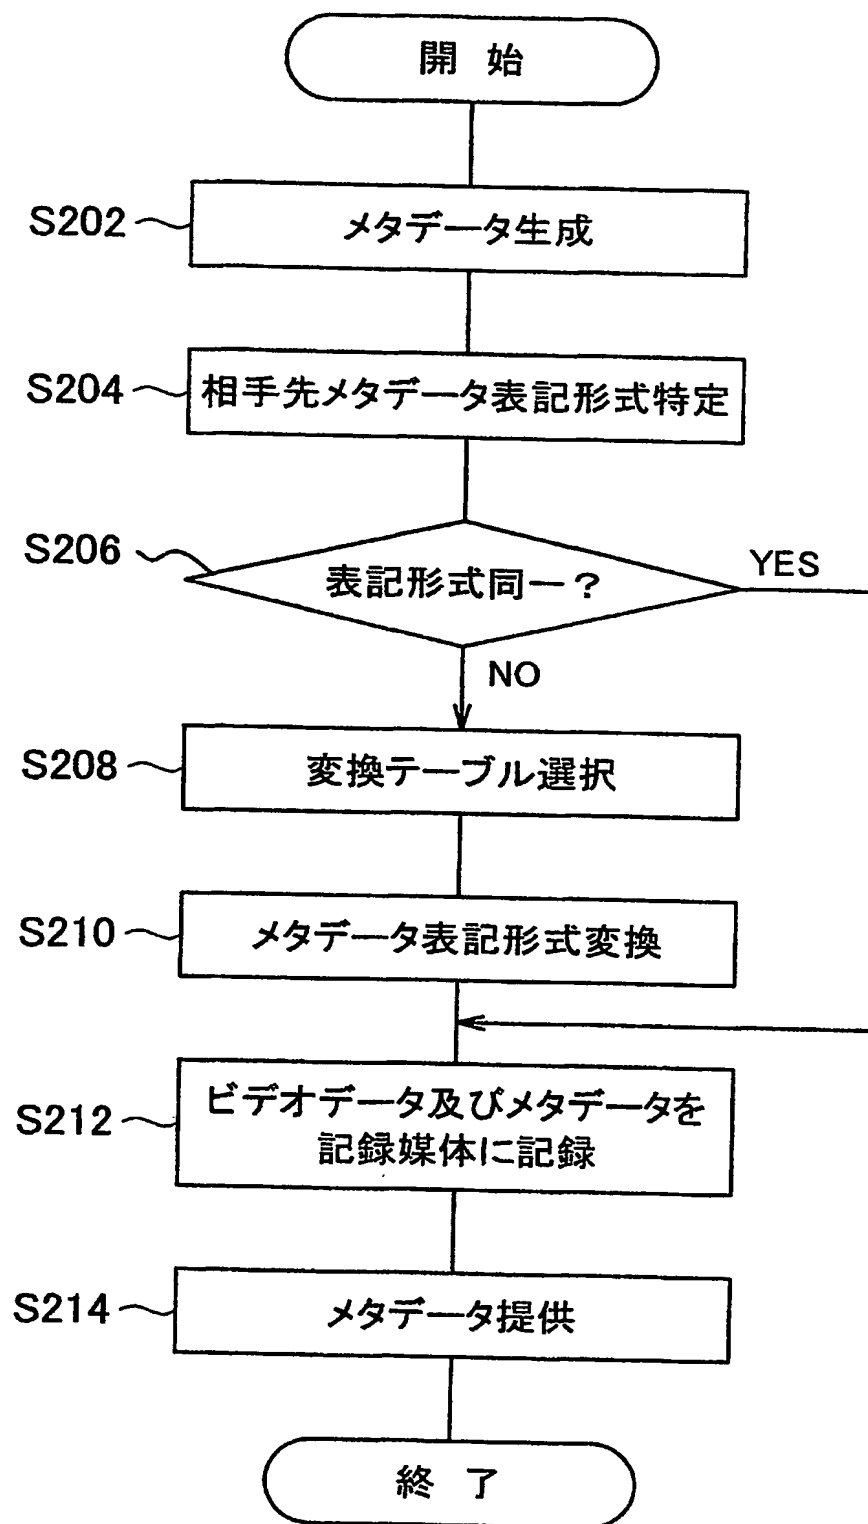 開 始
S202
メタデータ生成
S204
相手先メタデータ表記形式特定
S206
表記形式同一？
YES
NO
S208
変換テーブル選択
S210
メタデータ表記形式変換
S212
ビデオデータ及びメタデータを
記録媒体に記録
S214
メタデータ提供
終 了